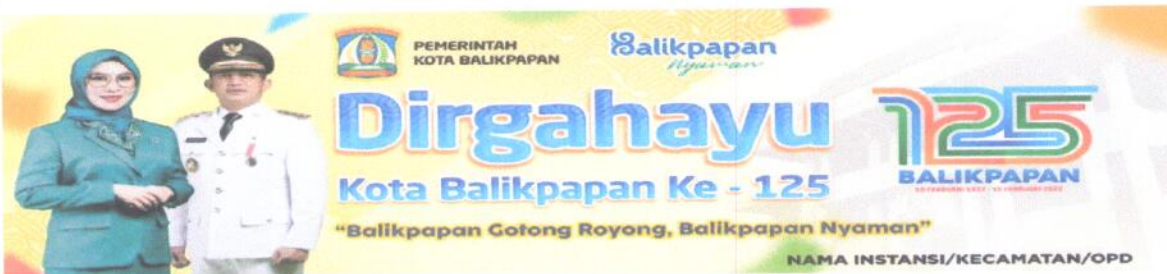 PEMERINTAH
KOTA BALIKPAPAN
Balikpapan
Nyaman
Dirgahayu
Kota Balikpapan Ke - 125
"Balikpapan Gotong Royong, Balikpapan Nyaman"
125
BALIKPAPAN
NAMA INSTANSI/KECAMATAN/OPD